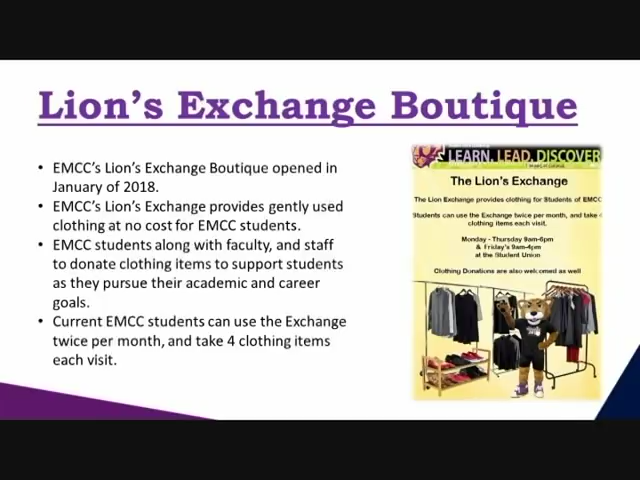 Lion's Exchange Boutique
• EMCC's Lion's Exchange Boutique opened in
January of 2018.
• EMCC's Lion's Exchange provides gently used
clothing at no cost for EMCC students.
• EMCC students along with faculty, and staff
to donate clothing items to support students
as they pursue their academic and career
goals.
• Current EMCC students can use the Exchange
twice per month, and take 4 clothing items
each visit.
LEARN. LEAD. DISCOVER
The Lion's Exchange
The Lion Exchange provides clothing for Students of EMCC
Students can use the Exchange twice per month, and take 4
clothing items each visit.
Monday - Thursday 9am-6pm
& Friday's 9am-4pm
at the Student Union
Clothing Donations are also welcomed as well